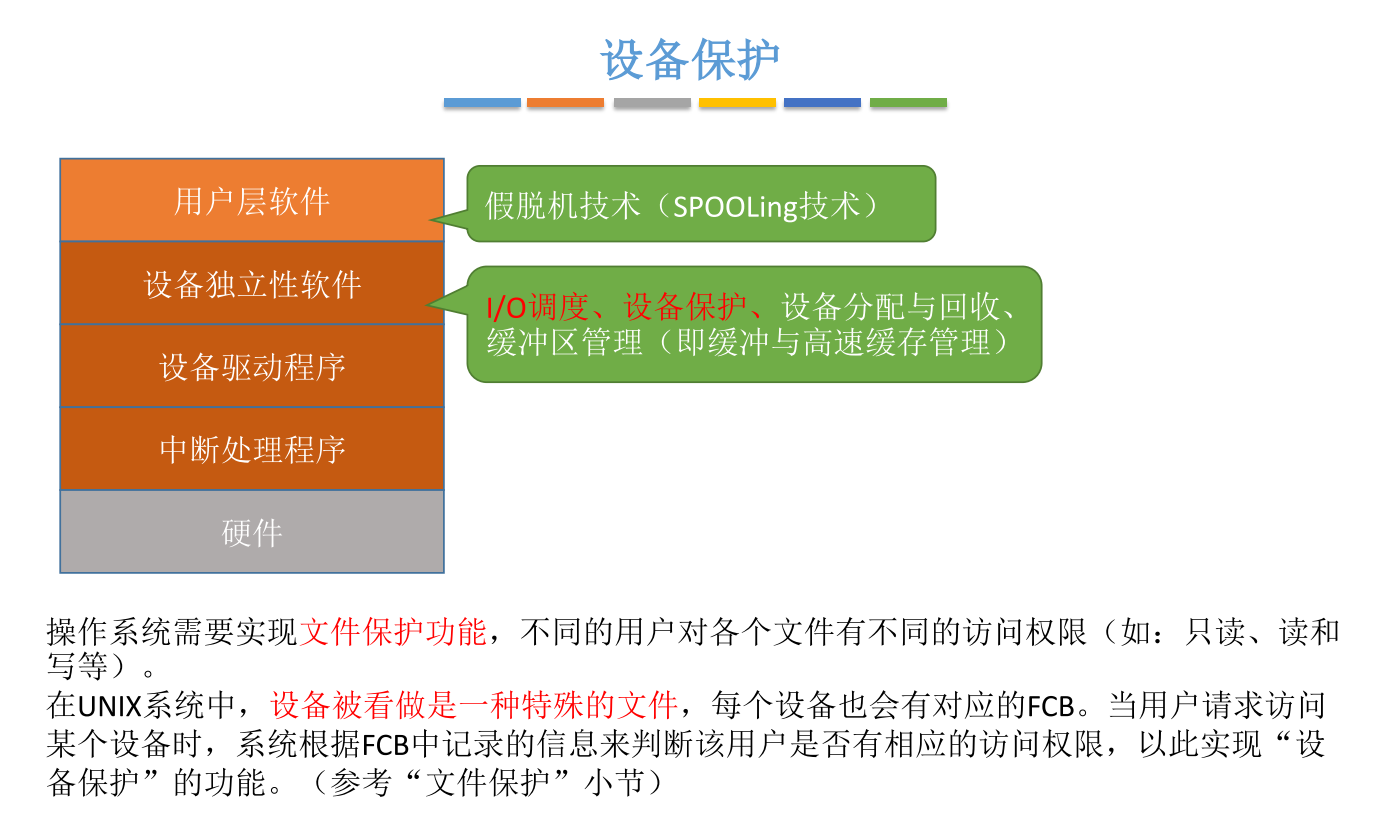 设备保护
用户层软件
假脱机技术（SPOOLing技术）
设备独立性软件
I/O调度、设备保护、设备分配与回收、
缓冲区管理（即缓冲与高速缓存管理）
设备驱动程序
中断处理程序
硬件
操作系统需要实现文件保护功能，不同的用户对各个文件有不同的访问权限（如：只读、读和
写等）。
在UNIX系统中，设备被看做是一种特殊的文件，每个设备也会有对应的FCB。当用户请求访问
某个设备时，系统根据FCB中记录的信息来判断该用户是否有相应的访问权限，以此实现“设
备保护”的功能。（参考“文件保护”小节）